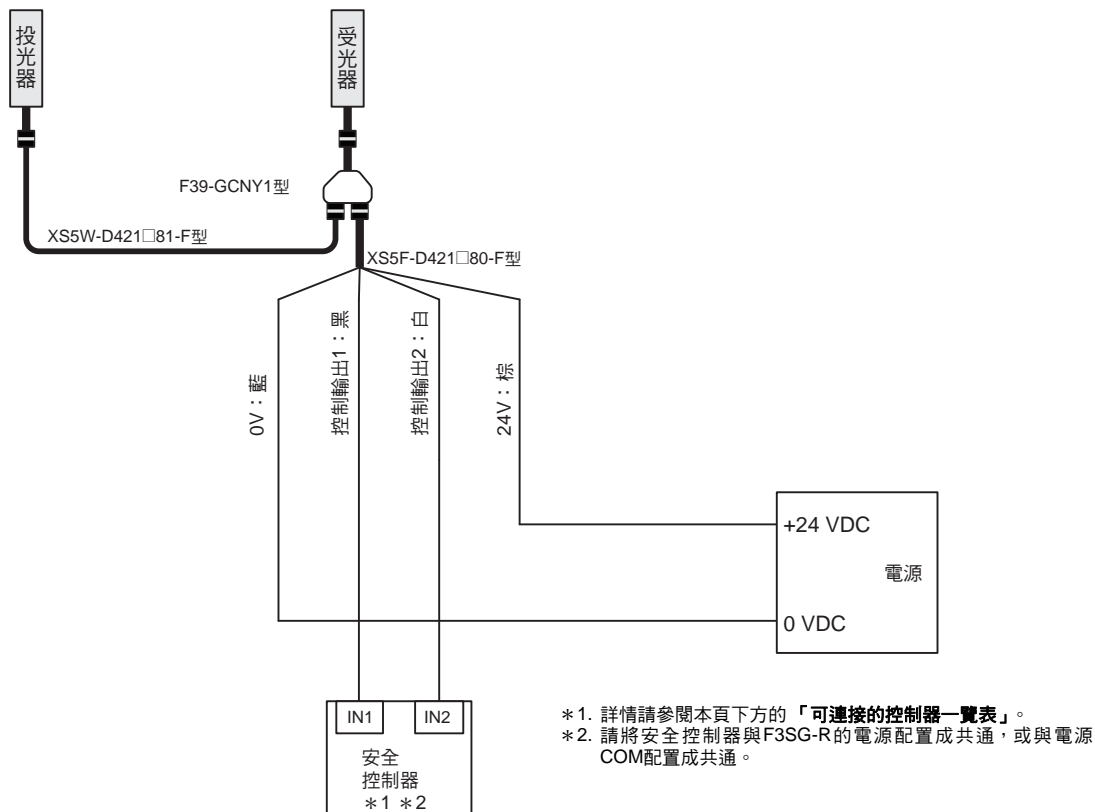 投光器
受光器
F39-GCNY1型
XS5W-D421□81-F型
XS5F-D421□80-F型
0V：藍
控制輸出1：黑
控制輸出2：白
24V：棕
+24 VDC
電源
0 VDC
IN1
IN2
安全
控制器
＊1 ＊2
＊1. 詳情請參閱本頁下方的「可連接的控制器一覽表」。
＊2. 請將安全控制器與F3SG-R的電源配置成共通，或與電源
COM配置成共通。